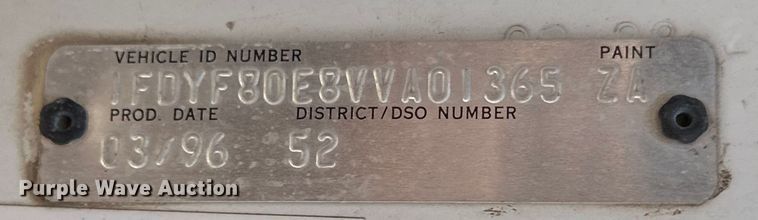 VEHICLE ID NUMBER PAINT
1FDYF80E8VVA01365 ZA
PROD. DATE DISTRICT/DSO NUMBER
03/96 52
Purple Wave Auction